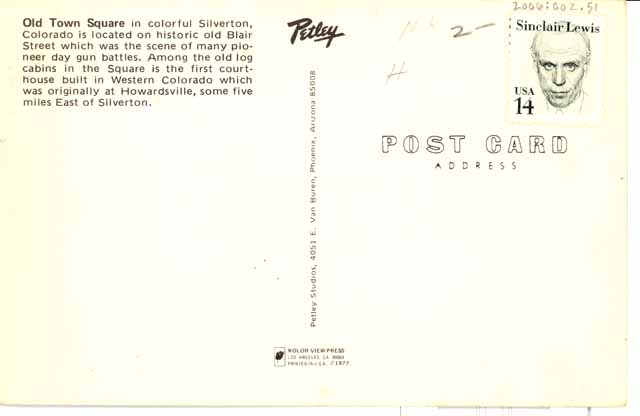 Old Town Square in colorful Silverton,
Colorado is located on historic old Blair
Street which was the scene of many pio-
neer day gun battles. Among the old log
cabins in the Square is the first court-
house built in Western Colorado which
was originally at Howardsville, some five
miles East of Silverton.
Petley
2-
H
2006:002.51
Sinclair Lewis
USA
14
POST CARD
ADDRESS
Petley Studios, 4051 E. Van Buren, Phoenix, Arizona 85008
KOLOR VIEW PRESS
LOS ANGELES, CA
PRINTED IN U.S.A. ©1977